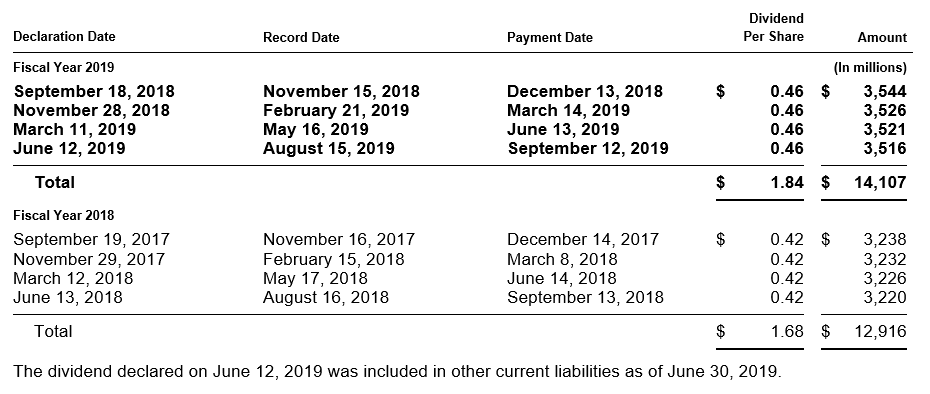 Dividend
Declaration Date Record Date Payment Date Per Share Amount
Fiscal Year 2019 (In millions)
September 18, 2018 November 15, 2018 December 13, 2018 $ 0.46 $ 3,544
November 28, 2018 February 21, 2019 March 14, 2019 0.46 3,526
March 11, 2019 May 16, 2019 June 13, 2019 0.46 3,521
June 12, 2019 August 15, 2019 September 12, 2019 0.46 3,516
Total $ 1.84 $ 14,107
Fiscal Year 2018
September 19, 2017 November 16, 2017 December 14, 2017 $ 0.42 $ 3,238
November 29, 2017 February 15, 2018 March 8, 2018 0.42 3,232
March 12, 2018 May 17, 2018 June 14, 2018 0.42 3,226
June 13, 2018 August 16, 2018 September 13, 2018 0.42 3,220
Total $ 1.68 $ 12,916
The dividend declared on June 12, 2019 was included in other current liabilities as of June 30, 2019.